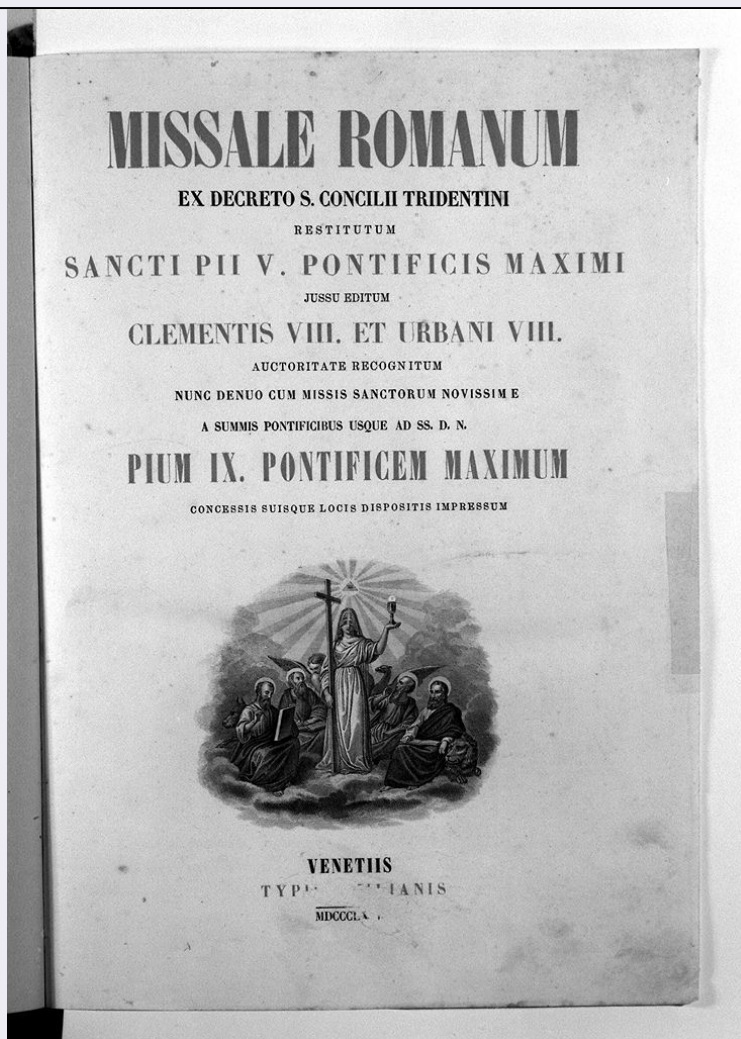 MISSALE ROMANUM
EX DECRETO S. CONCILII TRIDENTINI
RESTITUTUM
SANCTI PII V. PONTIFICIS MAXIMI
JUSSU EDITUM
CLEMENTIS VIII. ET URBANI VIII.
AUCTORITATE RECOGNITUM
NUNC DENUO CUM MISSIS SANCTORUM NOVISSIME
A SUMMIS PONTIFICIBUS USQUE AD SS. D. N.
PIUM IX. PONTIFICEM MAXIMUM
CONCESSIS SUISQUE LOCIS DISPOSITIS IMPRESSUM
VENETIIS